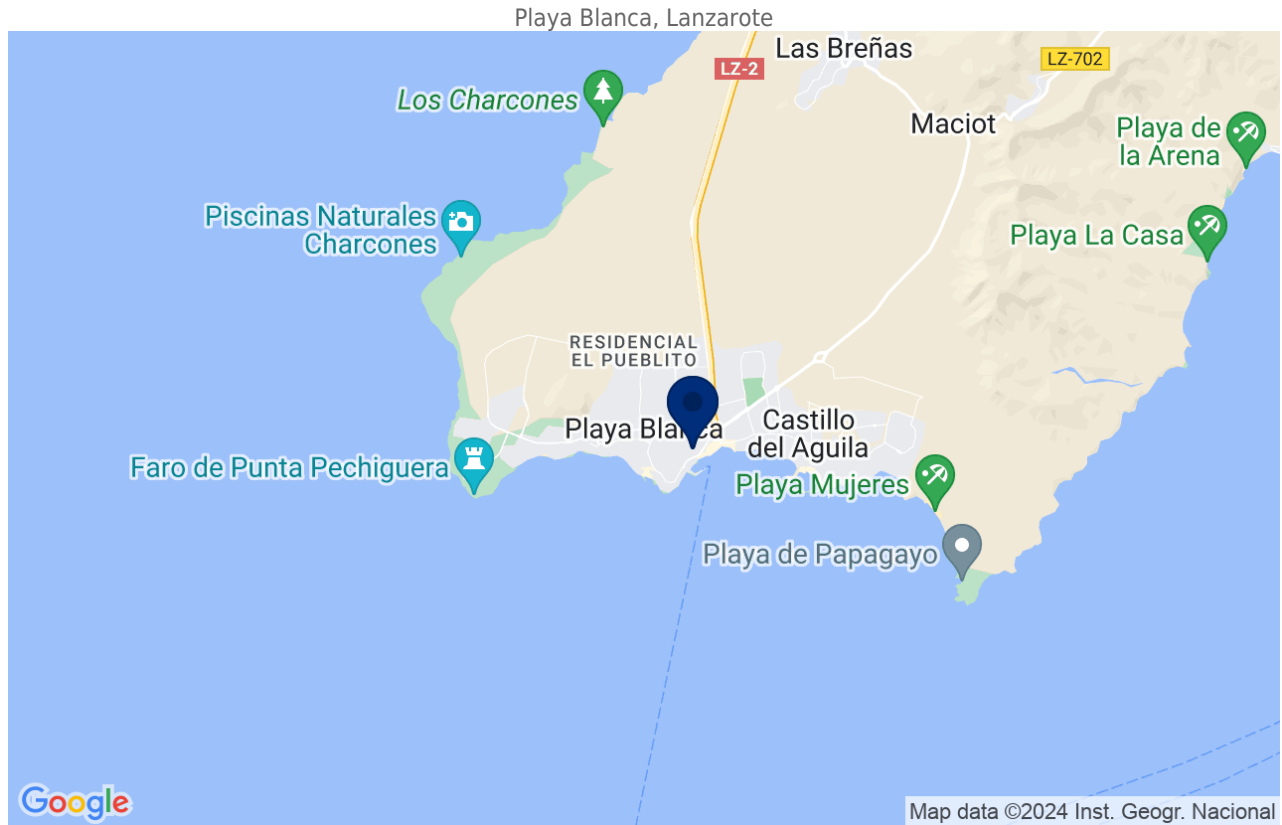 Playa Blanca, Lanzarote
Las Breñas
LZ-702
LZ-2
Los Charcones
Maciot
Playa de
la Arena
Piscinas Naturales
Charcones
Playa La Casa
RESIDENCIAL
EL PUEBLITO
Playa Blanca
Castillo
del Aguila
Faro de Punta Pechiguera
Playa Mujeres
Playa de Papagayo
Google
Map data ©2024 Inst. Geogr. Nacional